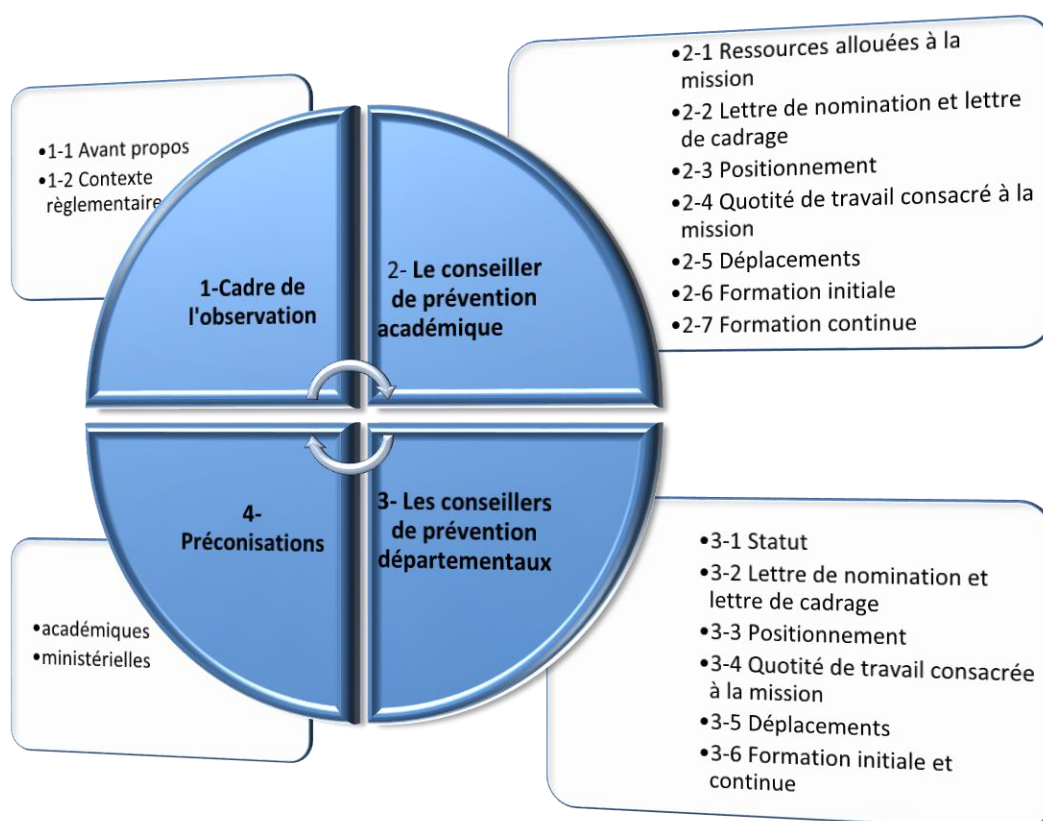 •1-1 Avant propos
•1-2 Contexte
règlementaire
1-Cadre de
l'observation
2- Le conseiller
de prévention
académique
•2-1 Ressources allouées à la
mission
•2-2 Lettre de nomination et lettre
de cadrage
•2-3 Positionnement
•2-4 Quotité de travail consacré à la
mission
•2-5 Déplacements
•2-6 Formation initiale
•2-7 Formation continue
4-
Préconisations
•académiques
•ministérielles
3- Les conseillers
de prévention
départementaux
•3-1 Statut
•3-2 Lettre de nomination et
lettre de cadrage
•3-3 Positionnement
•3-4 Quotité de travail consacrée
à la mission
•3-5 Déplacements
•3-6 Formation initiale et
continue